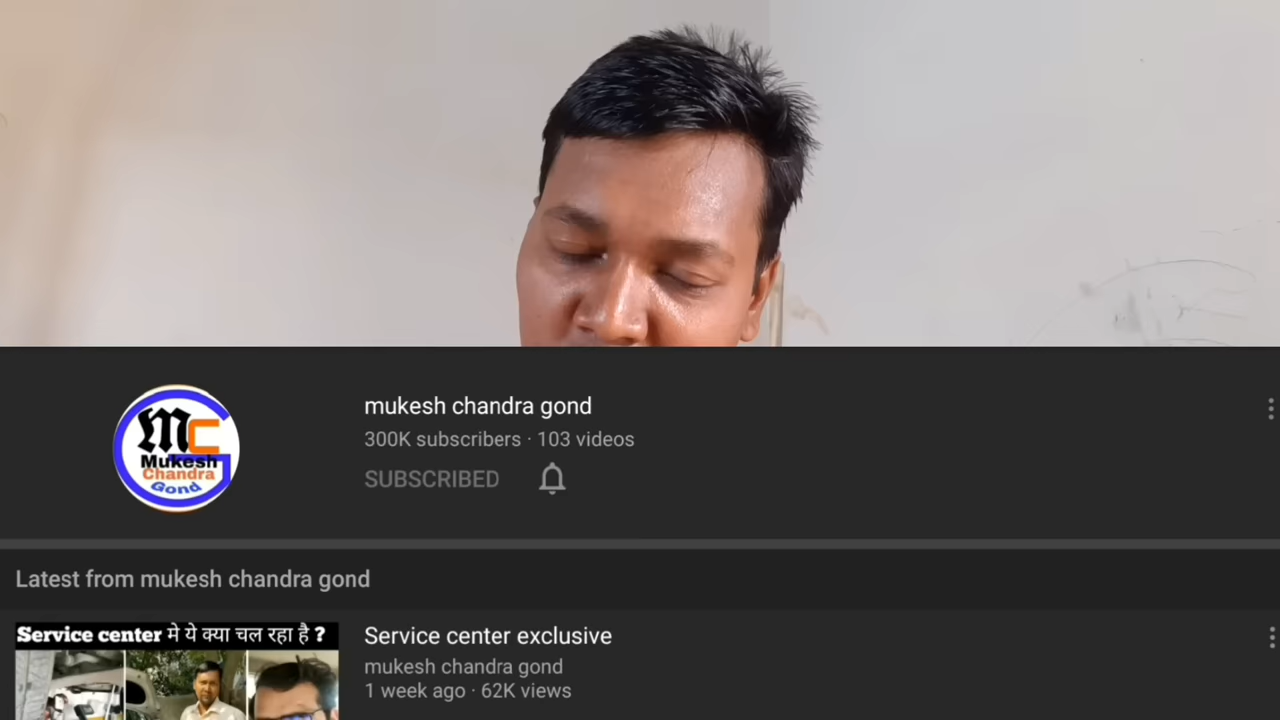 mukesh chandra gond
300K subscribers · 103 videos
SUBSCRIBED
MC
Mukesh
Chandra
Gond
G
Latest from mukesh chandra gond
Service center मे ये क्या चल रहा है ?
Service center exclusive
mukesh chandra gond
1 week ago · 62K views